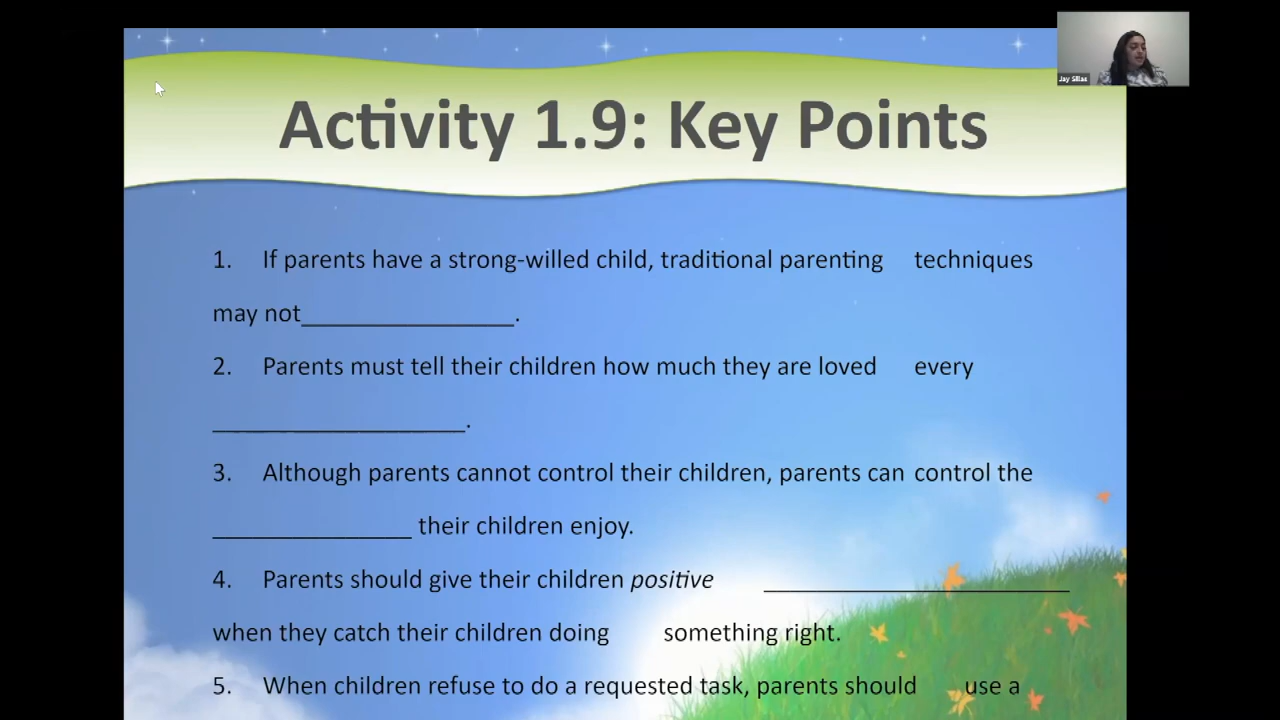 Jay Sillas
Activity 1.9: Key Points
1. If parents have a strong-willed child, traditional parenting techniques
may not________________.
2. Parents must tell their children how much they are loved every
___________________.
3. Although parents cannot control their children, parents can control the
_______________ their children enjoy.
4. Parents should give their children positive _______________________
when they catch their children doing something right.
5. When children refuse to do a requested task, parents should use a